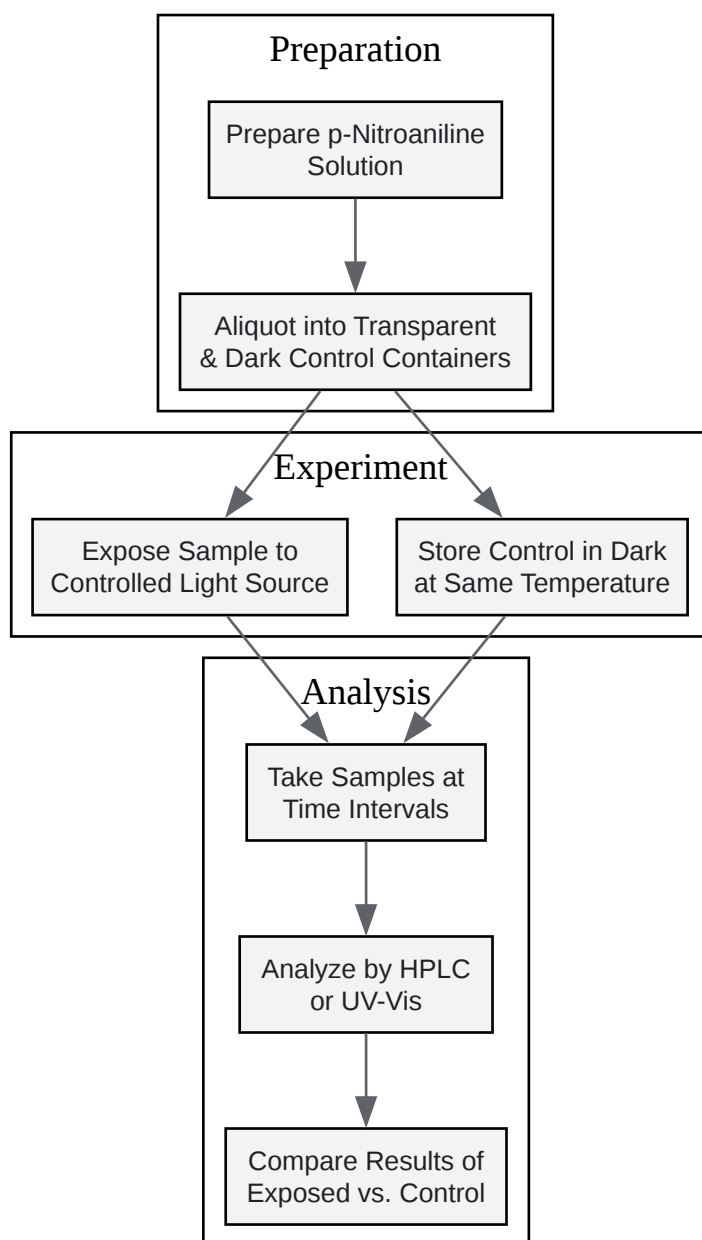 Preparation
Prepare p-Nitroaniline
Solution
Aliquot into Transparent
& Dark Control Containers
Experiment
Expose Sample to
Controlled Light Source
Store Control in Dark
at Same Temperature
Analysis
Take Samples at
Time Intervals
Analyze by HPLC
or UV-Vis
Compare Results of
Exposed vs. Control